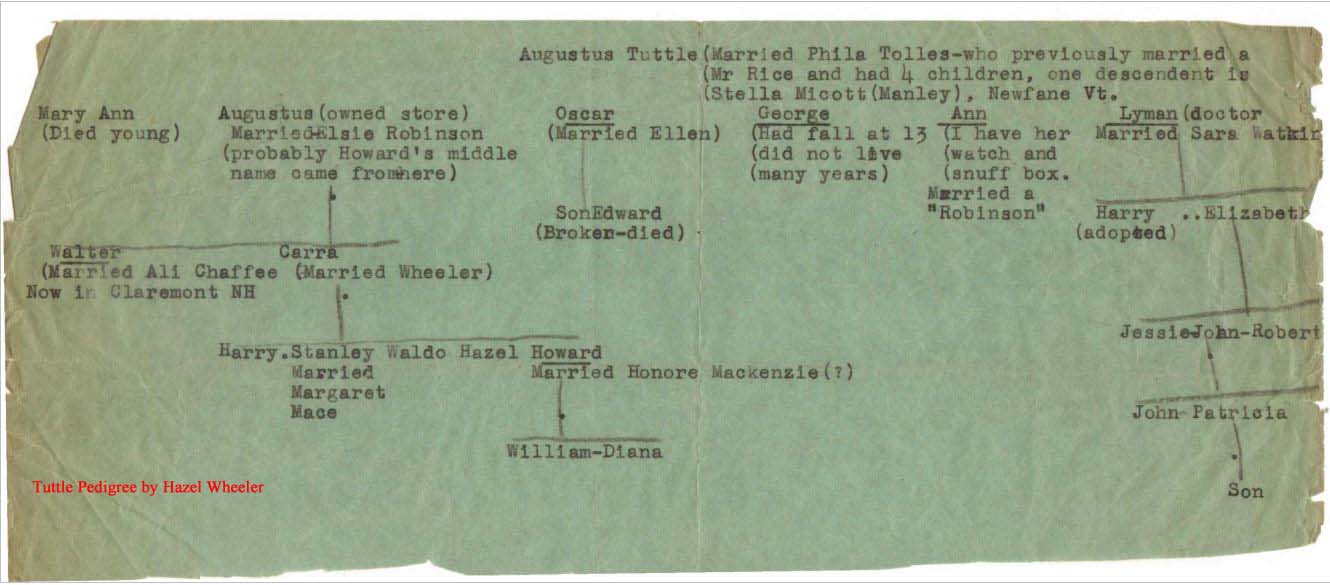 Augustus Tuttle(Married Phila Tolles-who previously married a
(Mr Rice and had 4 children, one descendent is
(Stella Micott(Manley), Newfane Vt.
Mary Ann Augustus(owned store) Oscar George Ann Lyman(doctor
(Died young) Married-Elsie Robinson (Married Ellen) (Had fall at 13 (I have her Married Sara Watkin
(probably Howard's middle (did not live (watch and
name came fromhere) (many years) (snuff box.
Married a
SonEdward "Robinson" Harry ..Elizabeth
(Broken-died) (adopted)
Walter Carra
(Married Ali Chaffee (Married Wheeler)
Now in Claremont NH
JessieJohn-Robert
Harry.Stanley Waldo Hazel Howard
Married Married Honore Mackenzie(?)
Margaret
Mace John Patricia
William-Diana
Tuttle Pedigree by Hazel Wheeler
Son